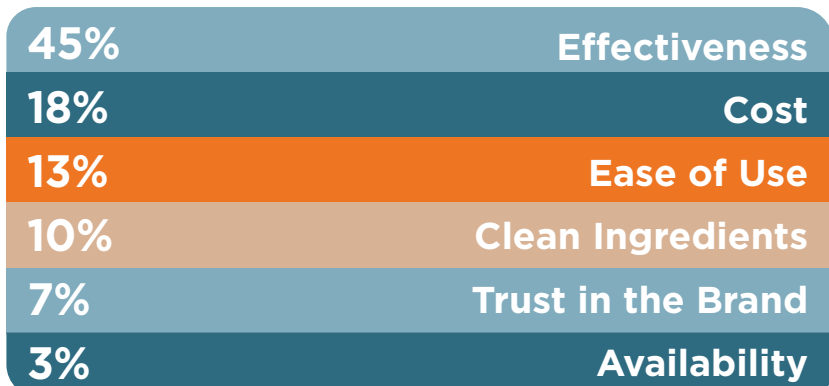 45% Effectiveness
18% Cost
13% Ease of Use
10% Clean Ingredients
7% Trust in the Brand
3% Availability